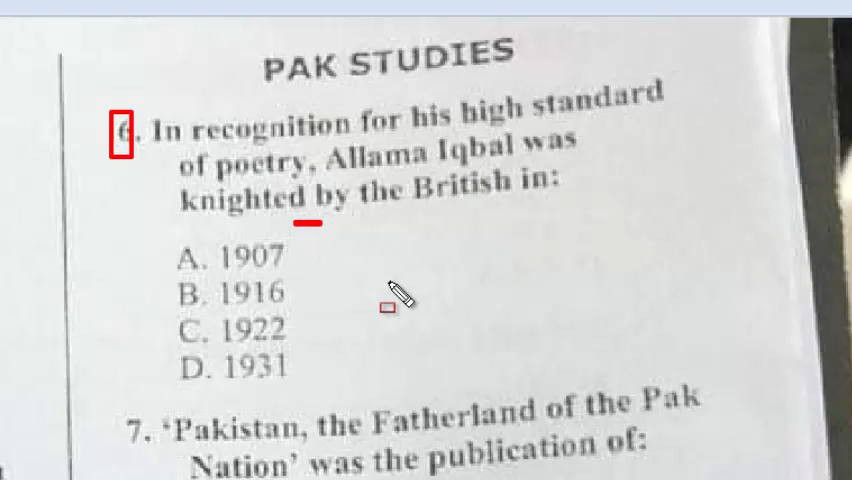 PAK STUDIES
6. In recognition for his high standard
of poetry, Allama Iqbal was
knighted by the British in:
A. 1907
B. 1916
C. 1922
D. 1931
7. ‘Pakistan, the Fatherland of the Pak
Nation’ was the publication of: